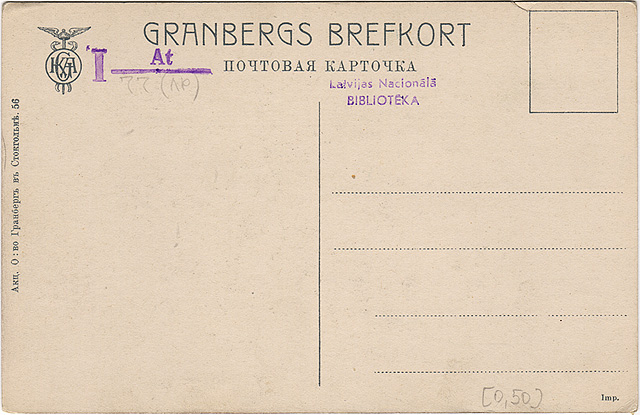 GRANBERGS BREFKORT
I At
ПОЧТОВАЯ КАРТОЧКА
Latvijas Nacionālā
BIBLIOTĒKA
Акц. О:во Гранбергъ въ Стокгольмѣ. 56
[0,50]
Imp.